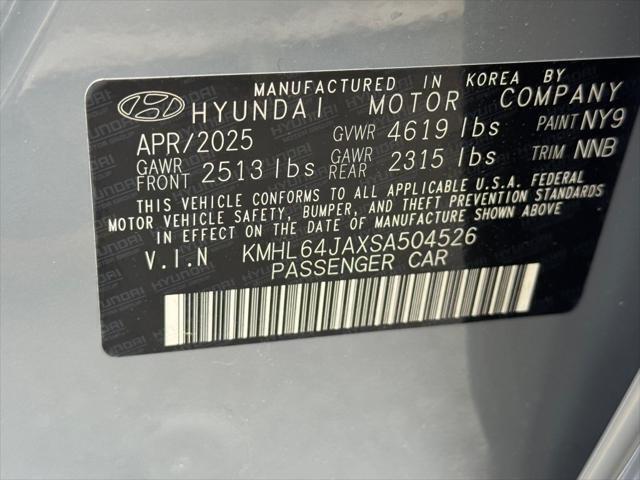 MANUFACTURED IN KOREA BY
HYUNDAI MOTOR COMPANY
APR/2025 GVWR 4619 lbs PAINT NY9
GAWR FRONT 2513 lbs GAWR REAR 2315 lbs TRIM NNB
THIS VEHICLE CONFORMS TO ALL APPLICABLE U.S.A. FEDERAL
MOTOR VEHICLE SAFETY, BUMPER, AND THEFT PREVENTION STANDARDS
IN EFFECT ON THE DATE OF MANUFACTURE SHOWN ABOVE
V.I.N KMHL64JAXSA504526
PASSENGER CAR